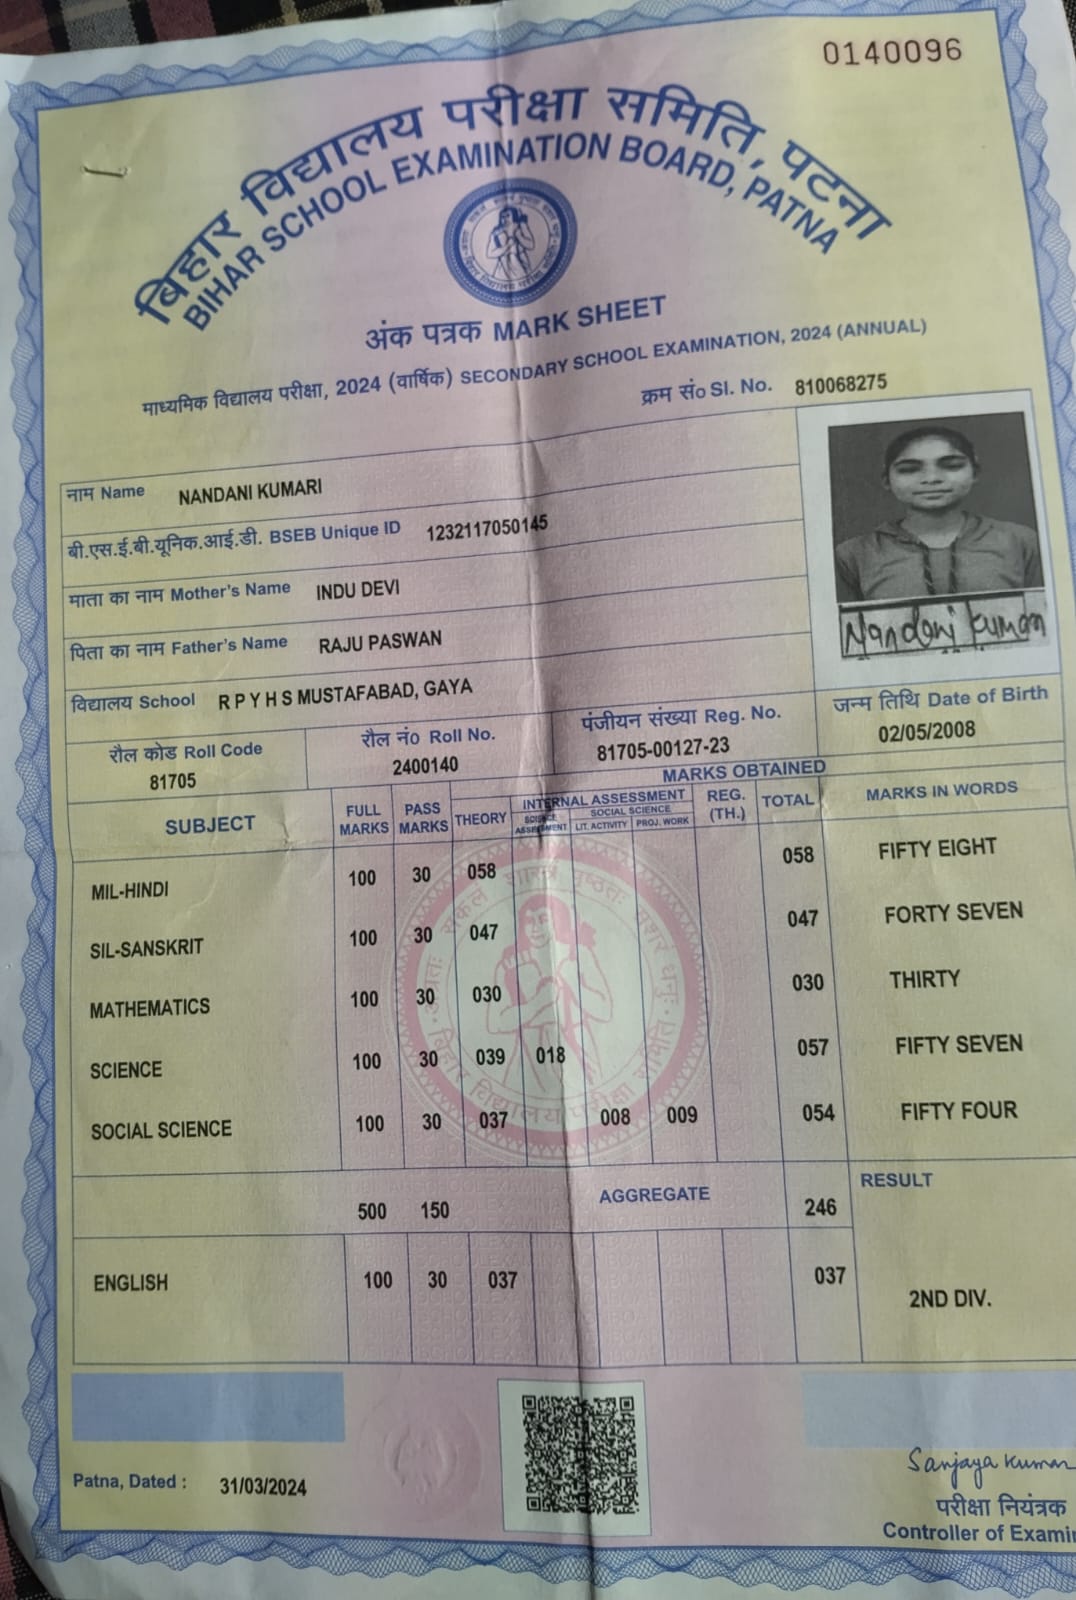 0140096
बिहार विद्यालय परीक्षा समिति, पटना
BIHAR SCHOOL EXAMINATION BOARD, PATNA
अंक पत्रक MARK SHEET
माध्यमिक विद्यालय परीक्षा, 2024 (वार्षिक) SECONDARY SCHOOL EXAMINATION, 2024 (ANNUAL)
क्रम सं० Sl. No. 810068275
नाम Name NANDANI KUMARI
बी.एस.ई.बी.यूनिक.आई.डी. BSEB Unique ID 1232117050145
माता का नाम Mother's Name INDU DEVI
पिता का नाम Father's Name RAJU PASWAN
विद्यालय School R P Y H S MUSTAFABAD, GAYA
Nandani kumari
रौल कोड Roll Code 81705
रौल नं० Roll No. 2400140
पंजीयन संख्या Reg. No. 81705-00127-23
जन्म तिथि Date of Birth 02/05/2008
MARKS OBTAINED
SUBJECT FULL MARKS PASS MARKS THEORY INTERNAL ASSESSMENT REG. (TH.) TOTAL MARKS IN WORDS
SOCIAL SCIENCE
SCIENCE ASSESSMENT LIT. ACTIVITY PROJ. WORK
MIL-HINDI 100 30 058 058 FIFTY EIGHT
SIL-SANSKRIT 100 30 047 047 FORTY SEVEN
MATHEMATICS 100 30 030 030 THIRTY
SCIENCE 100 30 039 018 057 FIFTY SEVEN
SOCIAL SCIENCE 100 30 037 008 009 054 FIFTY FOUR
500 150 AGGREGATE 246 RESULT
ENGLISH 100 30 037 037 2ND DIV.
Patna, Dated : 31/03/2024
Sanjaya Kumar
परीक्षा नियंत्रक
Controller of Exami